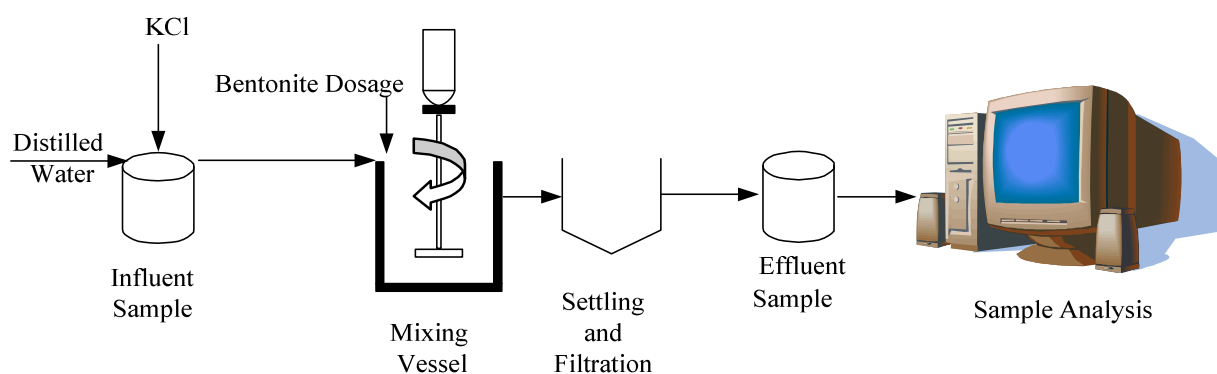 KCl
Bentonite Dosage
Distilled
Water
Influent
Sample
Mixing
Vessel
Settling
and
Filtration
Effluent
Sample
Sample Analysis